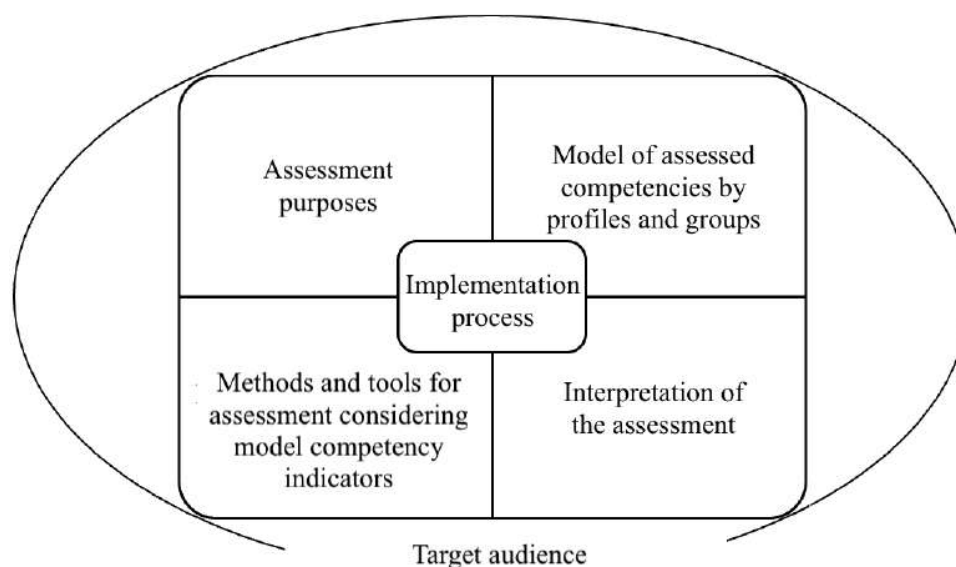 Assessment
purposes
Model of assessed
competencies by
profiles and groups
Implementation
process
Methods and tools for
assessment considering
model competency
indicators
Interpretation of
the assessment
Target audience